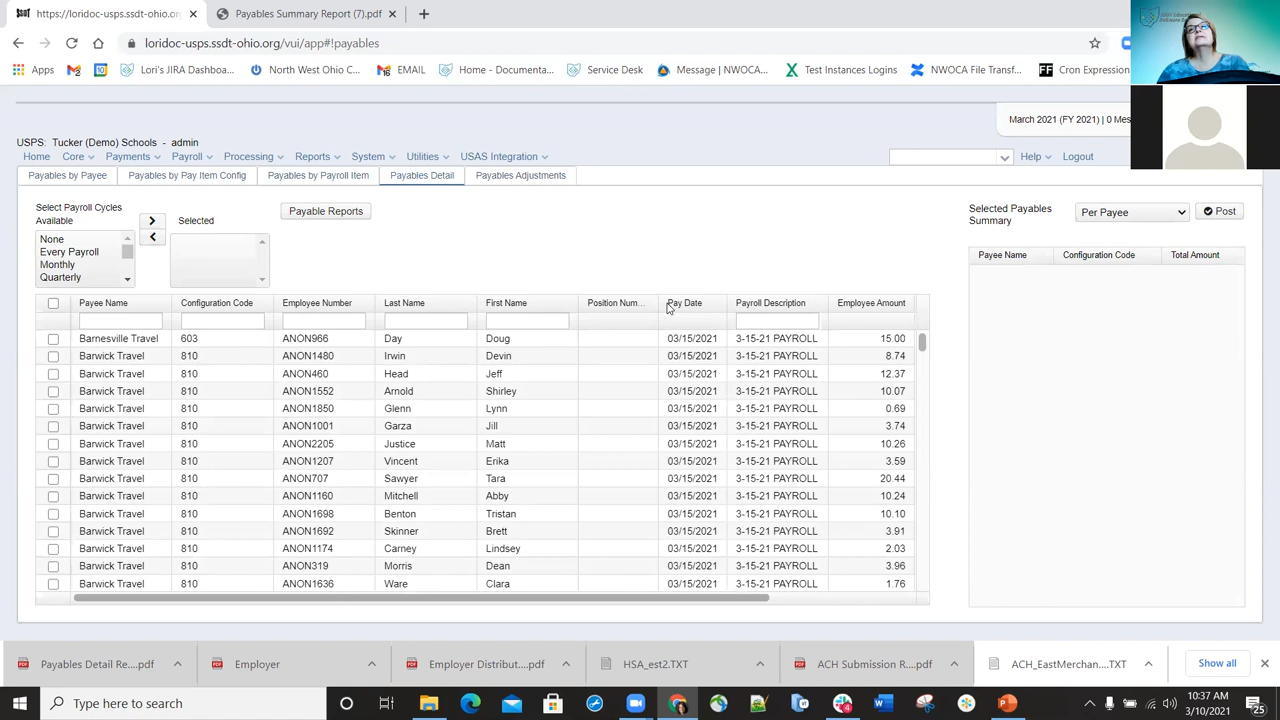 https://loridoc-usps.ssdt-ohio.org/
Payables Summary Report (7).pdf
loridoc-usps.ssdt-ohio.org/vui/app#!payables
Apps
Lori's JIRA Dashboa...
North West Ohio C...
EMAIL
Home - Documenta...
Service Desk
Message | NWOCA...
Test Instances Logins
NWOCA File Transf...
Cron Expression
March 2021 (FY 2021) | 0 Mes
USPS: Tucker (Demo) Schools - admin
Home Core Payments Payroll Processing Reports System Utilities USAS Integration Help Logout
Payables by Payee Payables by Pay Item Config Payables by Payroll Item Payables Detail Payables Adjustments
Select Payroll Cycles
Available
Selected
Payable Reports
None
Every Payroll
Monthly
Quarterly
Selected Payables Summary
Per Payee
Post
Payee Name Configuration Code Total Amount
Payee Name Configuration Code Employee Number Last Name First Name Position Num... Pay Date Payroll Description Employee Amount
Barnesville Travel 603 ANON966 Day Doug 03/15/2021 3-15-21 PAYROLL 15.00
Barwick Travel 810 ANON1480 Irwin Devin 03/15/2021 3-15-21 PAYROLL 8.74
Barwick Travel 810 ANON460 Head Jeff 03/15/2021 3-15-21 PAYROLL 12.37
Barwick Travel 810 ANON1552 Arnold Shirley 03/15/2021 3-15-21 PAYROLL 10.07
Barwick Travel 810 ANON1850 Glenn Lynn 03/15/2021 3-15-21 PAYROLL 0.69
Barwick Travel 810 ANON1001 Garza Jill 03/15/2021 3-15-21 PAYROLL 3.74
Barwick Travel 810 ANON2205 Justice Matt 03/15/2021 3-15-21 PAYROLL 10.26
Barwick Travel 810 ANON1207 Vincent Erika 03/15/2021 3-15-21 PAYROLL 3.59
Barwick Travel 810 ANON707 Sawyer Tara 03/15/2021 3-15-21 PAYROLL 20.44
Barwick Travel 810 ANON1160 Mitchell Abby 03/15/2021 3-15-21 PAYROLL 10.24
Barwick Travel 810 ANON1698 Benton Tristan 03/15/2021 3-15-21 PAYROLL 10.10
Barwick Travel 810 ANON1692 Skinner Brett 03/15/2021 3-15-21 PAYROLL 3.91
Barwick Travel 810 ANON1174 Carney Lindsey 03/15/2021 3-15-21 PAYROLL 2.03
Barwick Travel 810 ANON319 Morris Dean 03/15/2021 3-15-21 PAYROLL 3.96
Barwick Travel 810 ANON1636 Ware Clara 03/15/2021 3-15-21 PAYROLL 1.76
Payables Detail Re....pdf
Employer
Employer Distribut....pdf
HSA_est2.TXT
ACH Submission R....pdf
ACH_EastMerchan....TXT
Show all
Type here to search
10:37 AM
3/10/2021
25